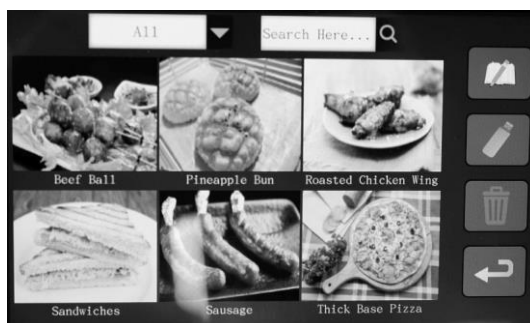 All
Search Here...
Beef Ball
Pineapple Bun
Roasted Chicken Wing
Sandwiches
Sausage
Thick Base Pizza